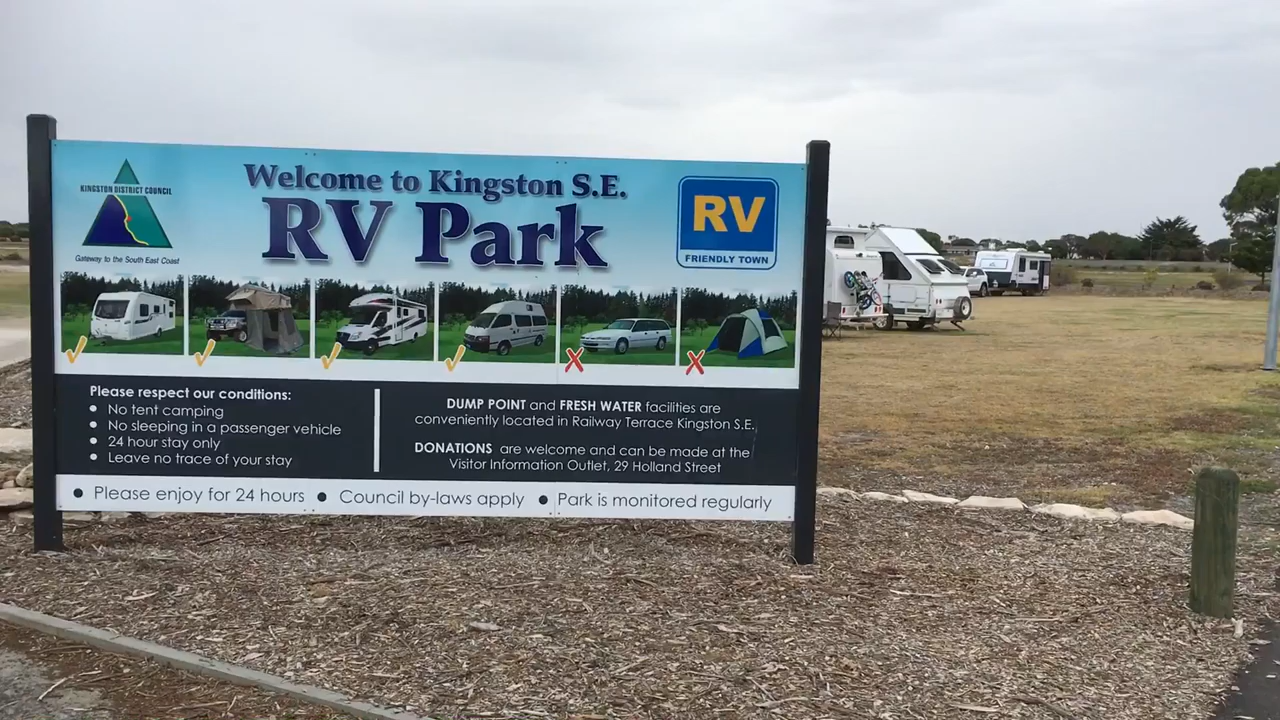 KINGSTON DISTRICT COUNCIL
Gateway to the South East Coast
Welcome to Kingston S.E.
RV Park
RV
FRIENDLY TOWN
Please respect our conditions:
● No tent camping
● No sleeping in a passenger vehicle
● 24 hour stay only
● Leave no trace of your stay
DUMP POINT and FRESH WATER facilities are
conveniently located in Railway Terrace Kingston S.E.
DONATIONS are welcome and can be made at the
Visitor Information Outlet, 29 Holland Street
● Please enjoy for 24 hours ● Council by-laws apply ● Park is monitored regularly